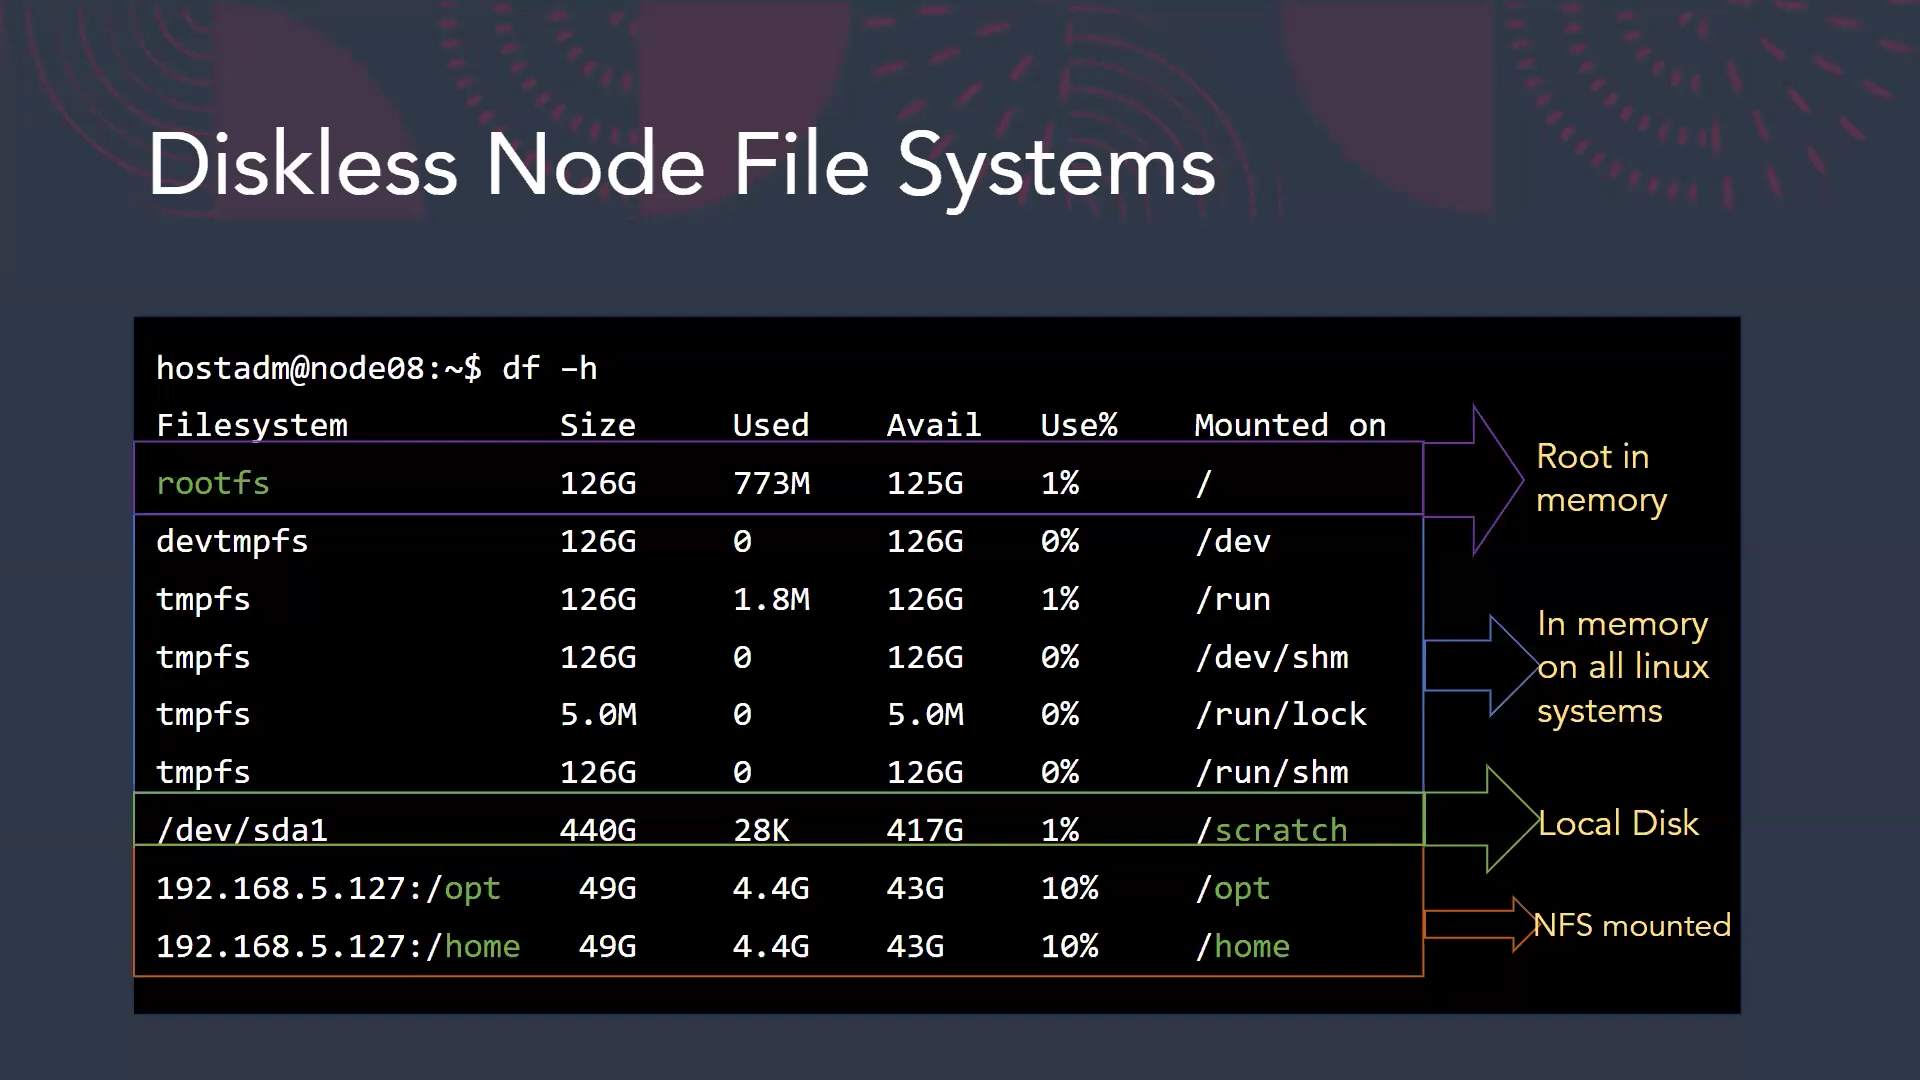 Diskless Node File Systems
hostadm@node08:~$ df –h
Filesystem Size Used Avail Use% Mounted on
rootfs 126G 773M 125G 1% /
devtmpfs 126G 0 126G 0% /dev
tmpfs 126G 1.8M 126G 1% /run
tmpfs 126G 0 126G 0% /dev/shm
tmpfs 5.0M 0 5.0M 0% /run/lock
tmpfs 126G 0 126G 0% /run/shm
/dev/sda1 440G 28K 417G 1% /scratch
192.168.5.127:/opt 49G 4.4G 43G 10% /opt
192.168.5.127:/home 49G 4.4G 43G 10% /home
Root in
memory
In memory
on all linux
systems
Local Disk
NFS mounted